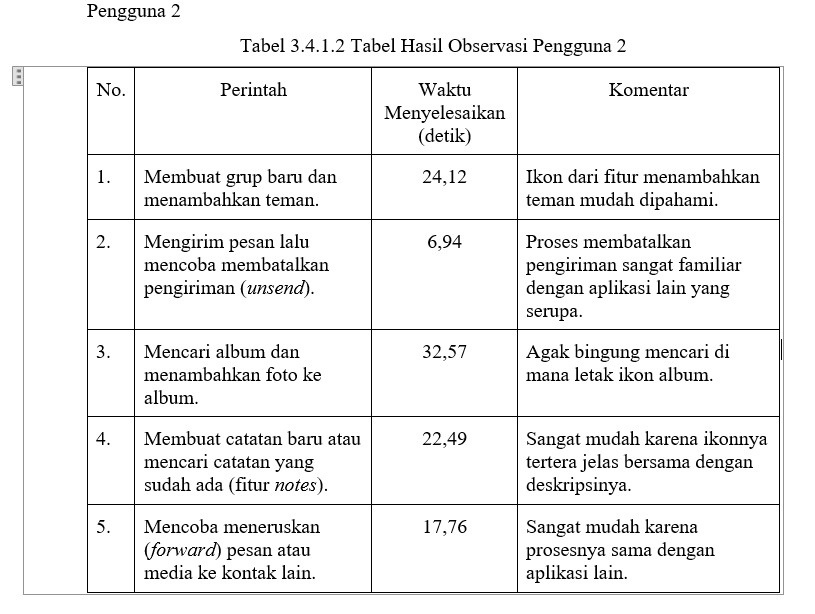 Pengguna 2
Tabel 3.4.1.2 Tabel Hasil Observasi Pengguna 2
No.
Perintah
Waktu
Menyelesaikan
(detik)
Komentar
1.
Membuat grup baru dan
menambahkan teman.
24,12
Ikon dari fitur menambahkan
teman mudah dipahami.
2.
Mengirim pesan lalu
mencoba membatalkan
pengiriman (unsend).
6,94
Proses membatalkan
pengiriman sangat familiar
dengan aplikasi lain yang
serupa.
3.
Mencari album dan
menambahkan foto ke
album.
32,57
Agak bingung mencari di
mana letak ikon album.
4.
Membuat catatan baru atau
mencari catatan yang
sudah ada (fitur notes).
22,49
Sangat mudah karena ikonnya
tertera jelas bersama dengan
deskripsinya.
5.
Mencoba meneruskan
(forward) pesan atau
media ke kontak lain.
17,76
Sangat mudah karena
prosesnya sama dengan
aplikasi lain.